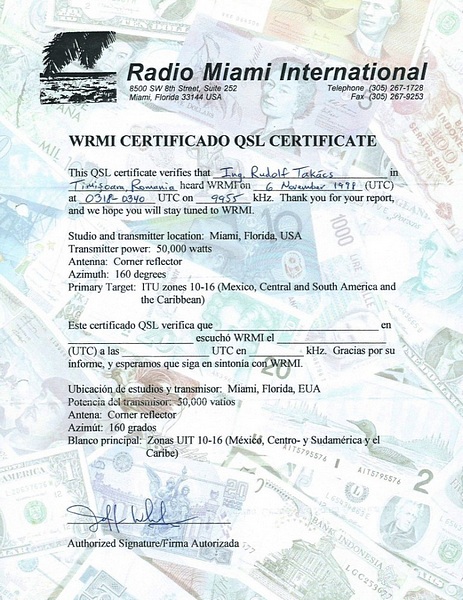 Radio Miami International
8500 SW 8th Street, Suite 252 Telephone (305) 267-1728
Miami, Florida 33144 USA Fax (305) 267-9253
WRMI CERTIFICADO QSL CERTIFICATE
This QSL certificate verifies that Ing. Rudolf Takács in
Timișoara, Romania heard WRMI on 6 November 1998 (UTC)
at 0318-0340 UTC on 9955 kHz. Thank you for your report,
and we hope you will stay tuned to WRMI.
Studio and transmitter location: Miami, Florida, USA
Transmitter power: 50,000 watts
Antenna: Corner reflector
Azimuth: 160 degrees
Primary Target: ITU zones 10-16 (Mexico, Central and South America and
the Caribbean)
Este certificado QSL verifica que en
escuchó WRMI el
(UTC) a las UTC en kHz. Gracias por su
informe, y esperamos que siga en sintonía con WRMI.
Ubicación de estudios y transmisor: Miami, Florida, EUA
Potencia del transmisor: 50,000 vatios
Antena: Corner reflector
Azimút: 160 grados
Blanco principal: Zonas UIT 10-16 (México, Centro- y Sudamérica y el
Caribe)
Authorized Signature/Firma Autorizada
MIL
1000
10
20
AI15795576
AI15795576
2